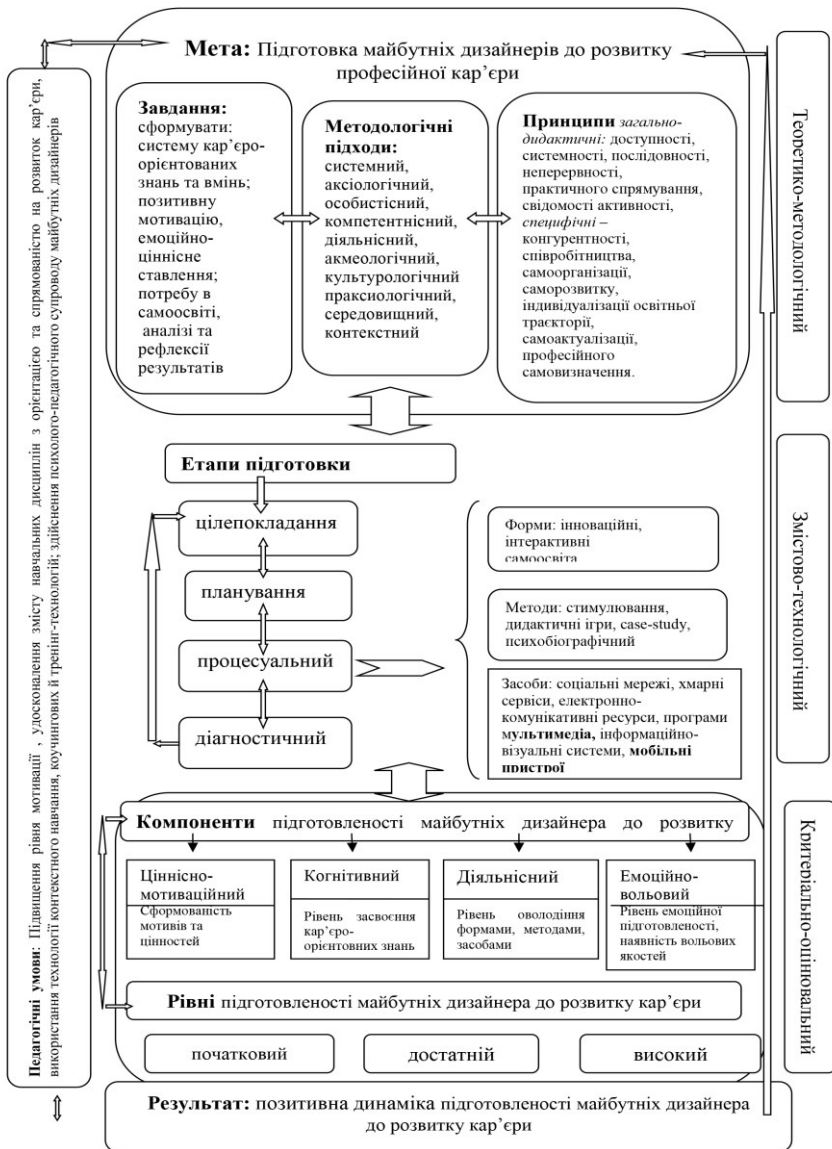 Мета: Підготовка майбутніх дизайнерів до розвитку
професійної кар’єри
Завдання:
сформувати:
систему кар’єро-
орієнтованих
знань та вмінь;
позитивну
мотивацію,
емоційно-
ціннісне
ставлення;
потребу в
самоосвіті,
аналізі та
рефлексії
результатів
Методологічні
підходи:
системний,
аксіологічний,
особистісний,
компетентнісний,
діяльнісний,
акмеологічний,
культурологічний
праксиологічний,
середовищний,
контекстний
Принципи загально-
дидактичні: доступності,
системності, послідовності,
неперервності,
практичного спрямування,
свідомості активності,
специфічні –
конгурентності,
співробітництва,
самоорганізації,
саморозвитку,
індивідуалізації освітньої
траєкторії,
самоактуалізації,
професійного
самовизначення.
Теоретико-методологічний
Педагогічні умови: Підвищення рівня мотивації , удосконалення змісту навчальних дисциплін з орієнтацією та спрямованістю на розвиток кар’єри,
використання технології контекстного навчання, коучингових й тренінг-технологій; здійснення психолого-педагогічного супроводу майбутніх дизайнерів
Етапи підготовки
цілепокладання
планування
процесуальний
діагностичний
Форми: інноваційні,
інтерактивні
самоосвіта
Методи: стимулювання,
дидактичні ігри, case-study,
психобіографічний
Засоби: соціальні мережі, хмарні
сервіси, електронно-
комунікативні ресурси, програми
мультимедіа, інформаційно-
візуальні системи, мобільні
пристрої
Змістово-технологічний
Компоненти підготовленості майбутніх дизайнера до розвитку
Ціннісно-
мотиваційний
Сформованість
мотивів та
цінностей
Когнітивний
Рівень засвоєння
кар’єро-
орієнтовних знань
Діяльнісний
Рівень оволодіння
формами, методами,
засобами
Емоційно-
вольовий
Рівень емоційної
підготовленості,
наявність вольових
якостей
Рівні підготовленості майбутніх дизайнера до розвитку кар’єри
початковий
достатній
високий
Критеріально-оцінювальний
Результат: позитивна динаміка підготовленості майбутніх дизайнера
до розвитку кар’єри